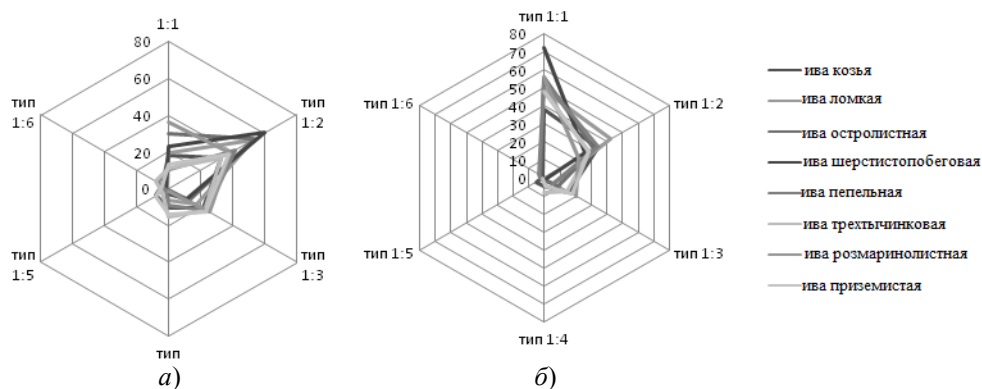 1:1
80
60
40
20
0
тип
1:2
тип
1:3
тип
тип
1:5
тип
1:6
а)
тип 1:1
80
70
60
50
40
30
20
10
0
тип 1:2
тип 1:3
тип 1:4
тип 1:5
тип 1:6
б)
ива козья
ива ломкая
ива остролистная
ива шерстистопобеговая
ива пепельная
ива трехтычинковая
ива розмаринолистная
ива приземистая